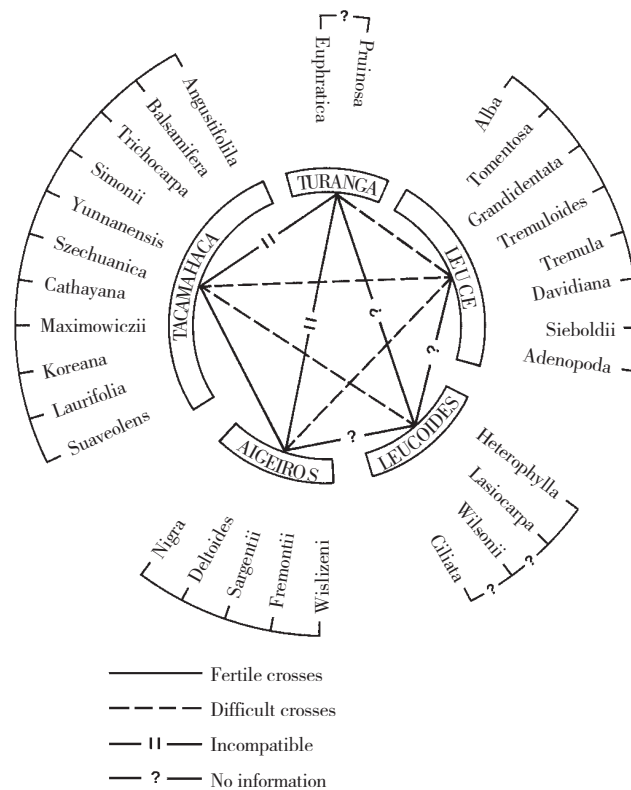 ?
Euphratica
Pruinosa
Angustifolila
Balsamifera
Trichocarpa
Simonii
Yunnanensis
Szechuanica
Cathayana
Maximowiczii
Koreana
Laurifolia
Suaveolens
Alba
Tomentosa
Grandidentata
Tremuloides
Tremula
Davidiana
Sieboldii
Adenopoda
TURANGA
LEUCE
TACAMAHACA
AIGEIROS
LEUCOIDES
?
?
?
Heterophylla
Lasiocarpa
Wilsonii
Ciliata
?
?
Nigra
Deltoides
Sargentii
Fremontii
Wislizeni
Fertile crosses
Difficult crosses
Incompatible
? No information